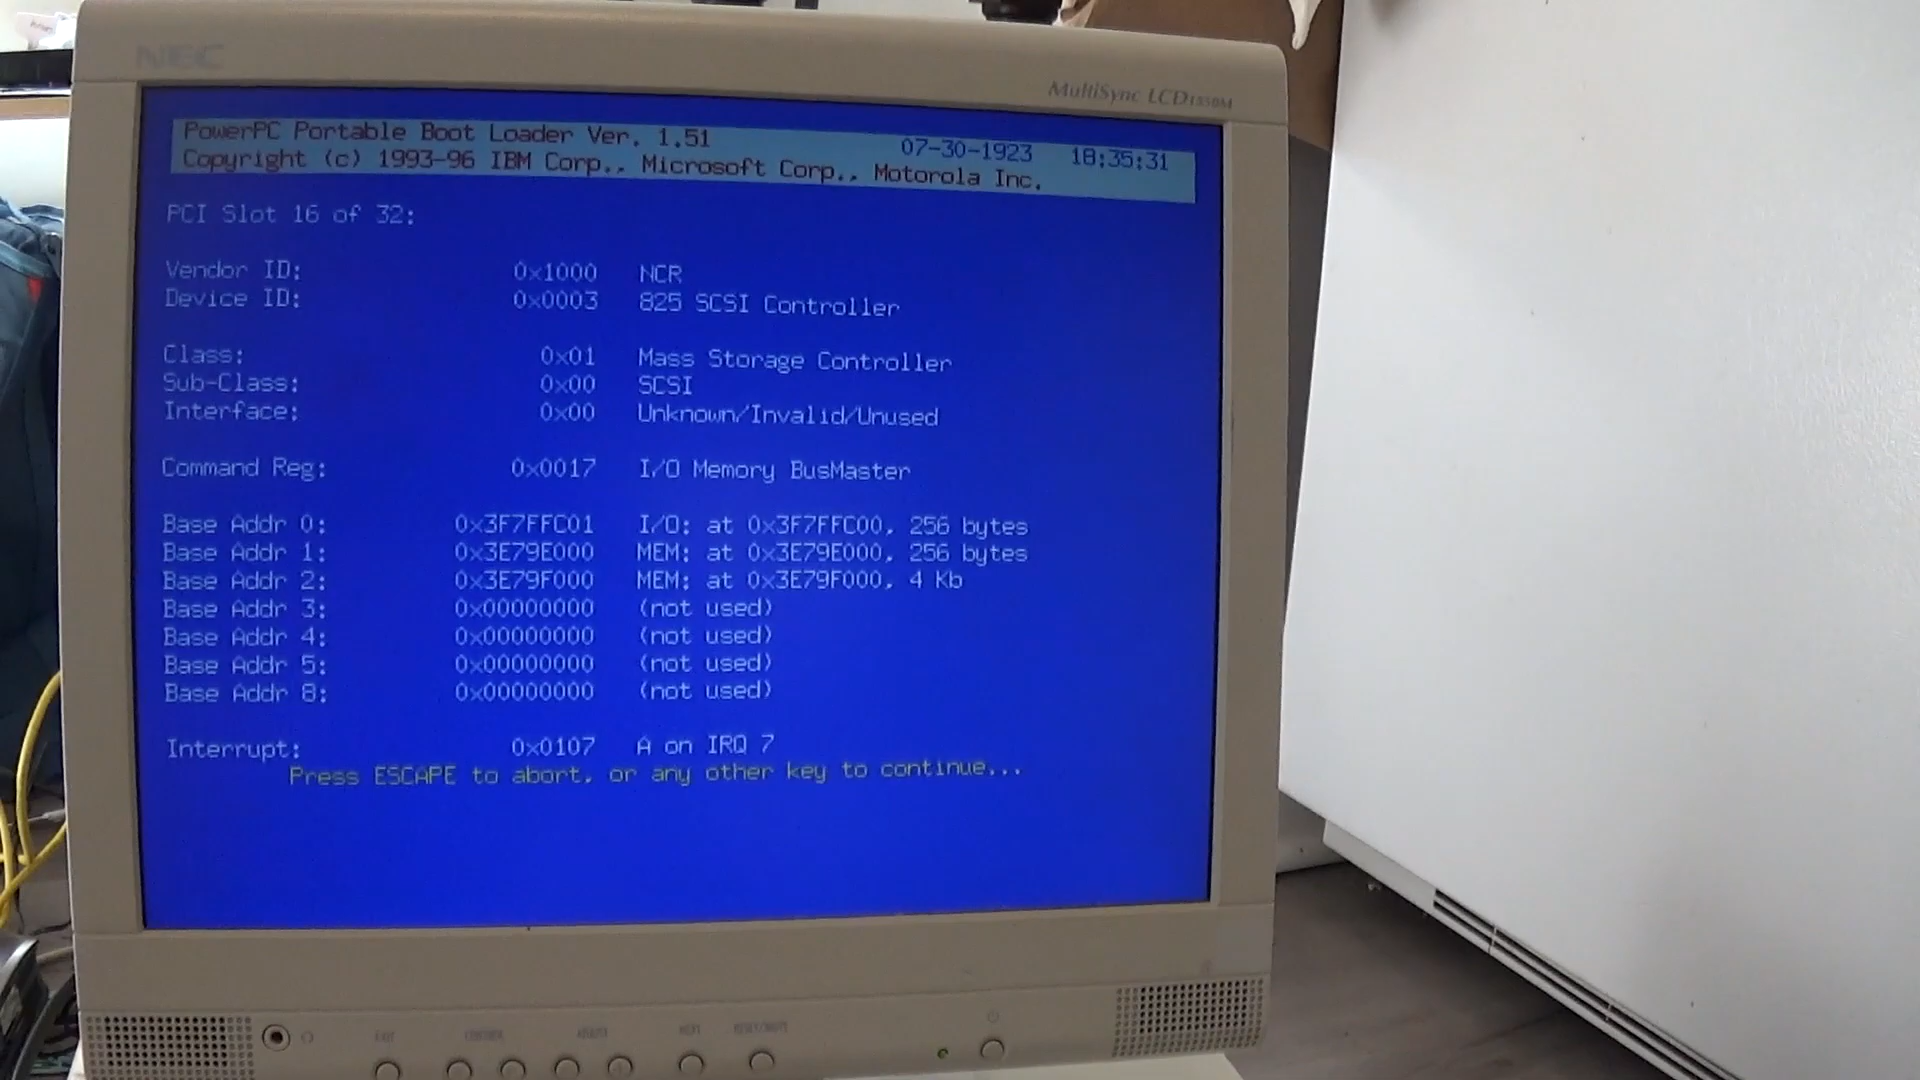 NEC
MultiSync LCD1550M
PowerPC Portable Boot Loader Ver. 1.51 07-30-1923 18:35:31
Copyright (c) 1993-96 IBM Corp., Microsoft Corp., Motorola Inc.
PCI Slot 16 of 32:
Vendor ID: 0x1000 NCR
Device ID: 0x0003 825 SCSI Controller
Class: 0x01 Mass Storage Controller
Sub-Class: 0x00 SCSI
Interface: 0x00 Unknown/Invalid/Unused
Command Reg: 0x0017 I/O Memory BusMaster
Base Addr 0: 0x3F7FFC01 I/O: at 0x3F7FFC00, 256 bytes
Base Addr 1: 0x3E79E000 MEM: at 0x3E79E000, 256 bytes
Base Addr 2: 0x3E79F000 MEM: at 0x3E79F000, 4 Kb
Base Addr 3: 0x00000000 (not used)
Base Addr 4: 0x00000000 (not used)
Base Addr 5: 0x00000000 (not used)
Base Addr 8: 0x00000000 (not used)
Interrupt: 0x0107 A on IRQ 7
Press ESCAPE to abort, or any other key to continue...
EXIT CONTROL ADJUST NEXT